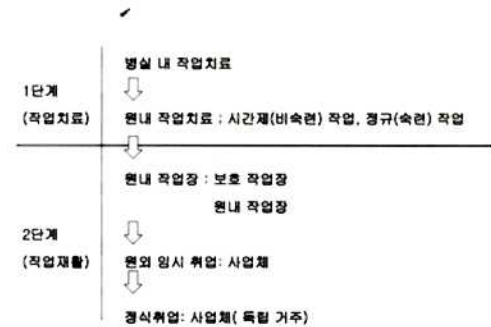 병실 내 작업치료
1단계
(작업치료)
원내 작업치료 : 시간제(비숙련) 작업, 정규(숙련) 작업
원내 작업장 : 보호 작업장
원내 작업장
2단계
(직업재활)
원외 임시 취업: 사업체
정식취업: 사업체( 독립 거주)